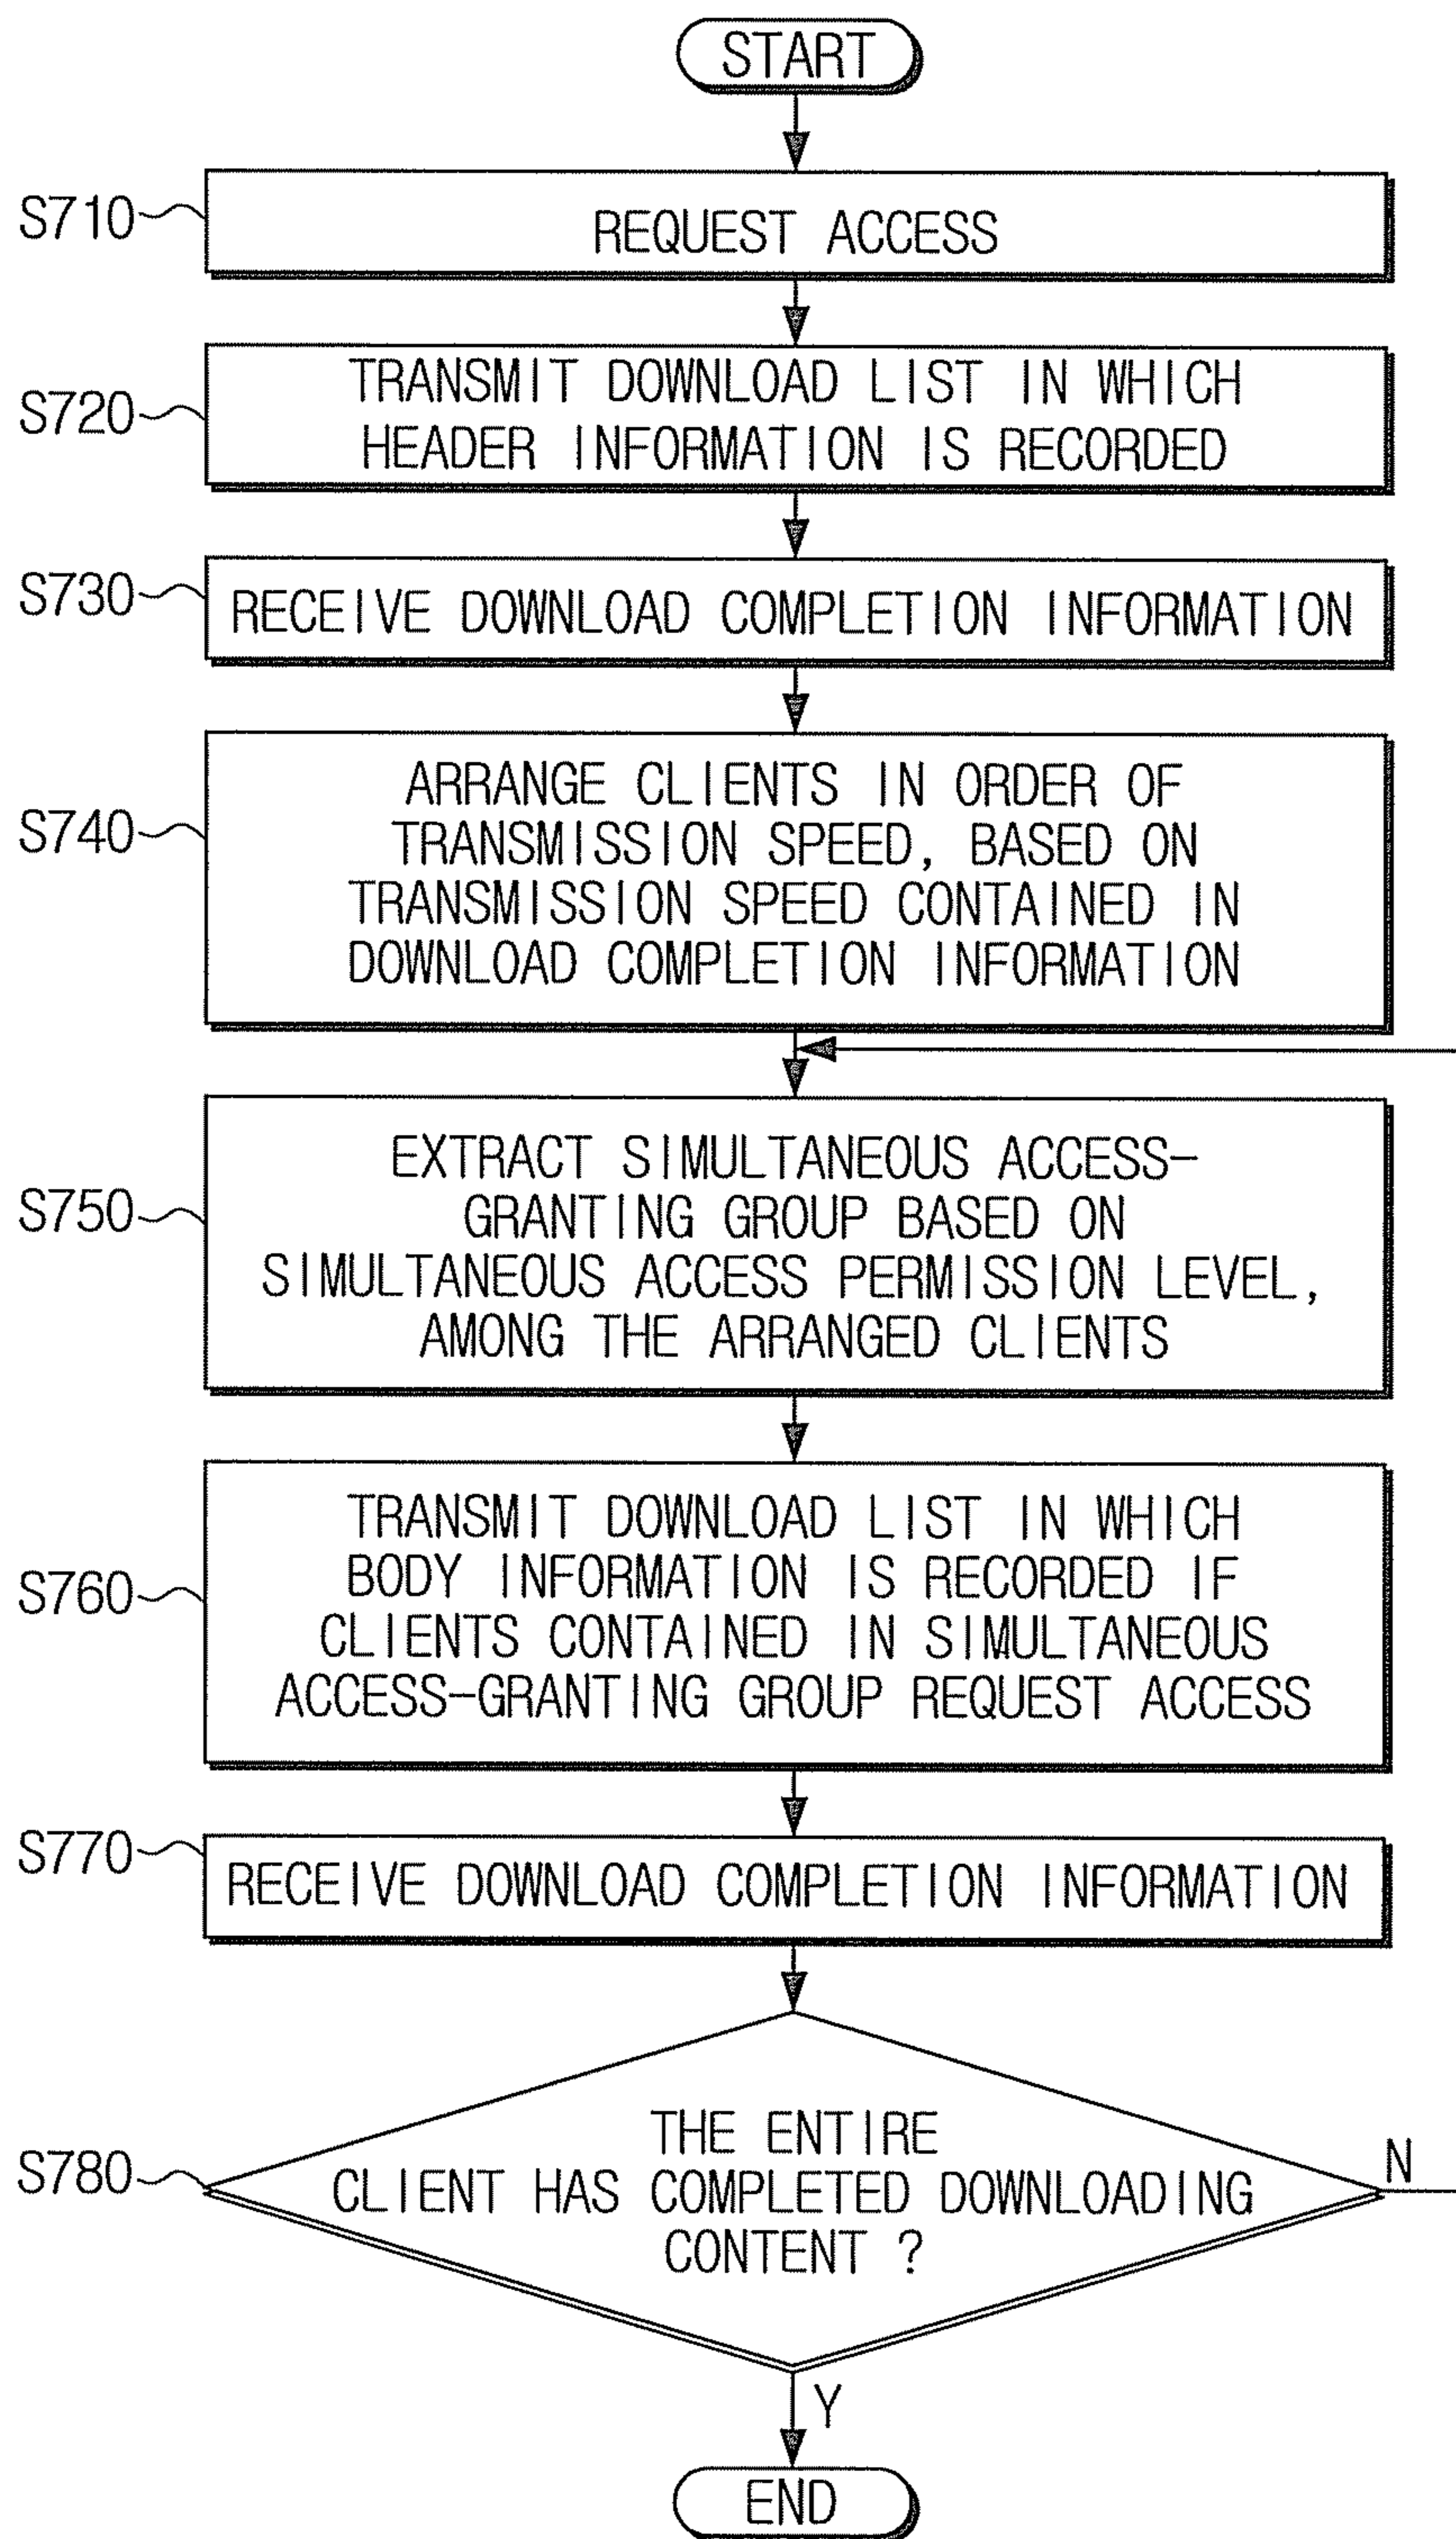 START
S710
REQUEST ACCESS
S720
TRANSMIT DOWNLOAD LIST IN WHICH
HEADER INFORMATION IS RECORDED
S730
RECEIVE DOWNLOAD COMPLETION INFORMATION
S740
ARRANGE CLIENTS IN ORDER OF
TRANSMISSION SPEED, BASED ON
TRANSMISSION SPEED CONTAINED IN
DOWNLOAD COMPLETION INFORMATION
S750
EXTRACT SIMULTANEOUS ACCESS-
GRANTING GROUP BASED ON
SIMULTANEOUS ACCESS PERMISSION LEVEL,
AMONG THE ARRANGED CLIENTS
S760
TRANSMIT DOWNLOAD LIST IN WHICH
BODY INFORMATION IS RECORDED IF
CLIENTS CONTAINED IN SIMULTANEOUS
ACCESS-GRANTING GROUP REQUEST ACCESS
S770
RECEIVE DOWNLOAD COMPLETION INFORMATION
S780
THE ENTIRE
CLIENT HAS COMPLETED DOWNLOADING
CONTENT ?
N
Y
END